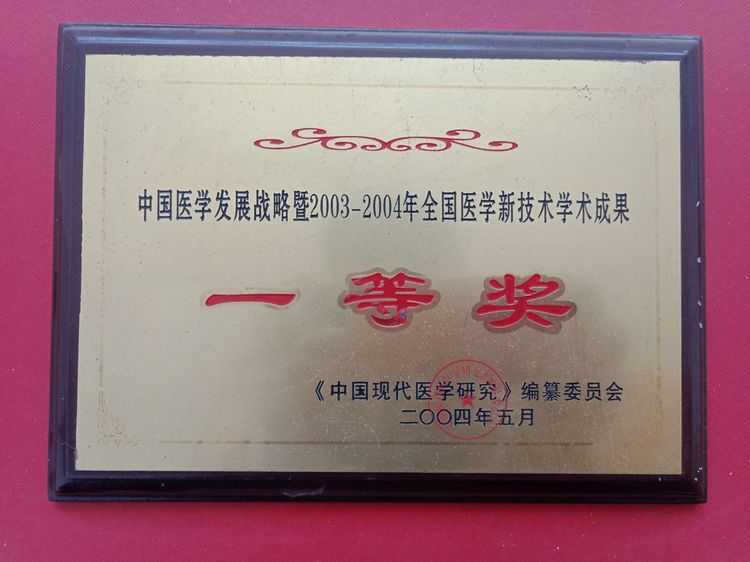 中国医学发展战略暨2003-2004年全国医学新技术学术成果
一等奖
《中国现代医学研究》编纂委员会
二〇〇四年五月